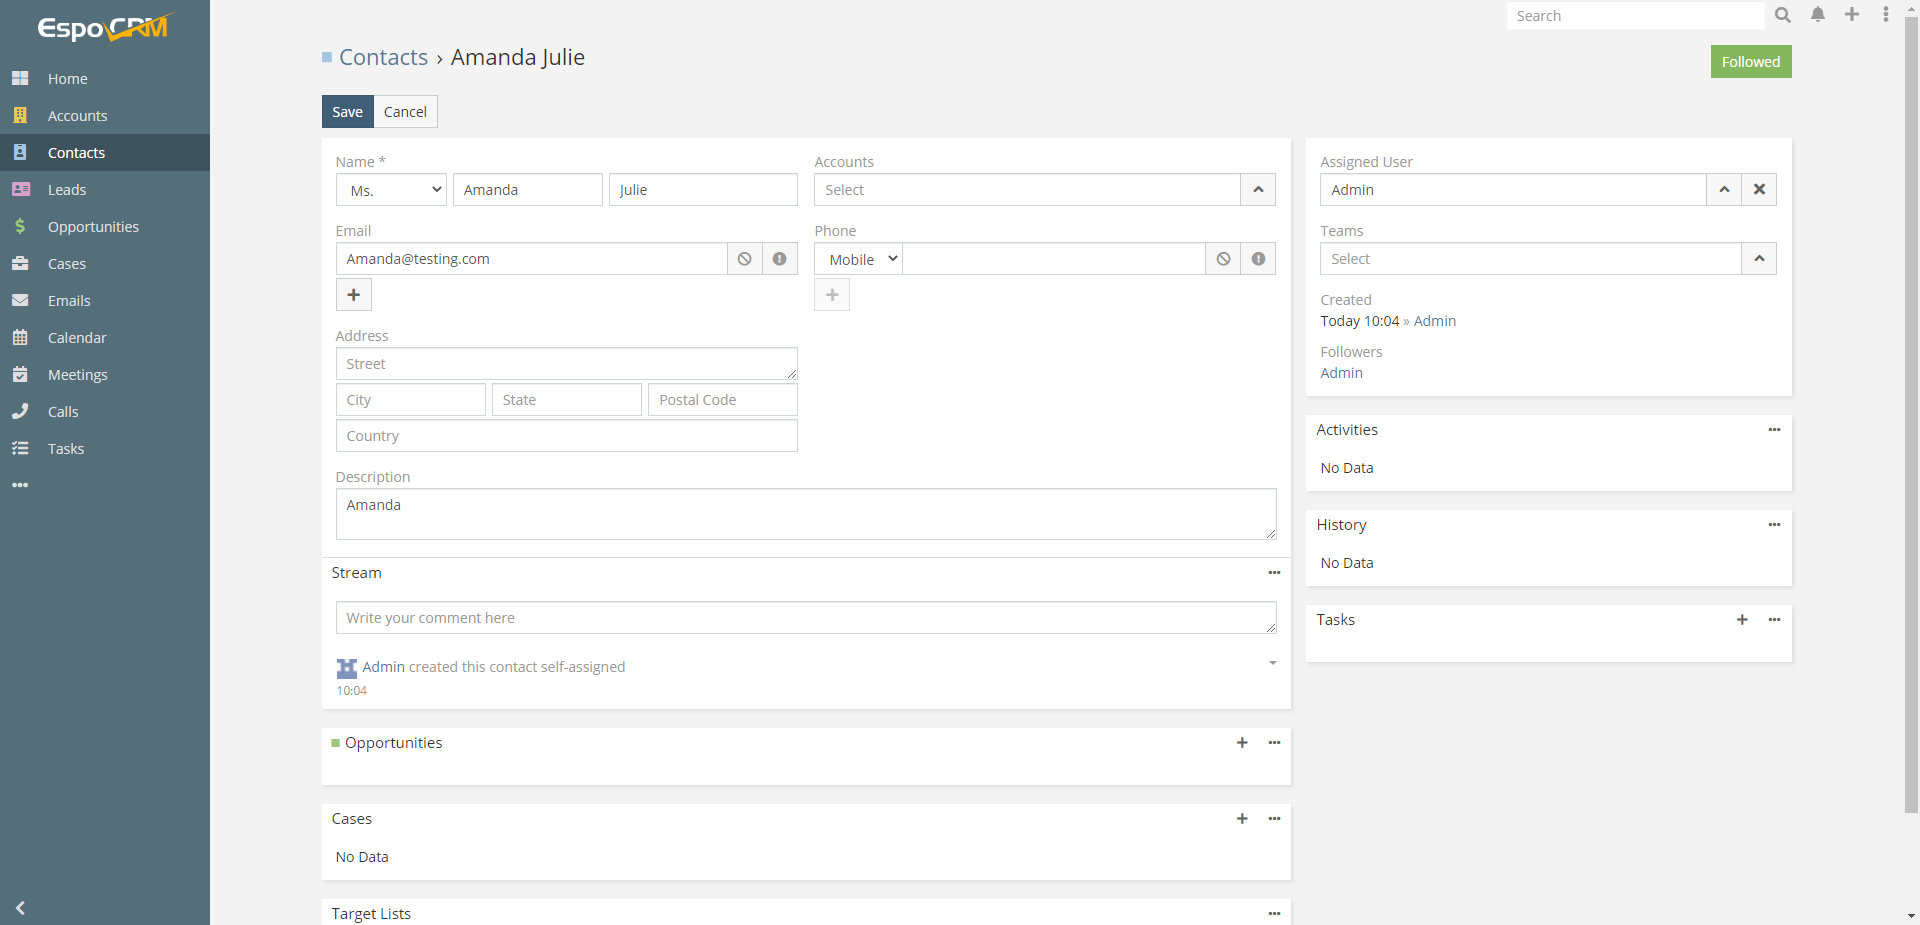 EspoCRM
Search
Home
Accounts
Contacts
Leads
Opportunities
Cases
Emails
Calendar
Meetings
Calls
Tasks
Contacts › Amanda Julie
Followed
Save Cancel
Name *
Ms. Amanda Julie
Accounts
Select
Email
Amanda@testing.com
Phone
Mobile
Address
Street
City State Postal Code
Country
Description
Amanda
Stream
Write your comment here
Admin created this contact self-assigned
10:04
Opportunities
Cases
No Data
Target Lists
Assigned User
Admin
Teams
Select
Created
Today 10:04 » Admin
Followers
Admin
Activities
No Data
History
No Data
Tasks